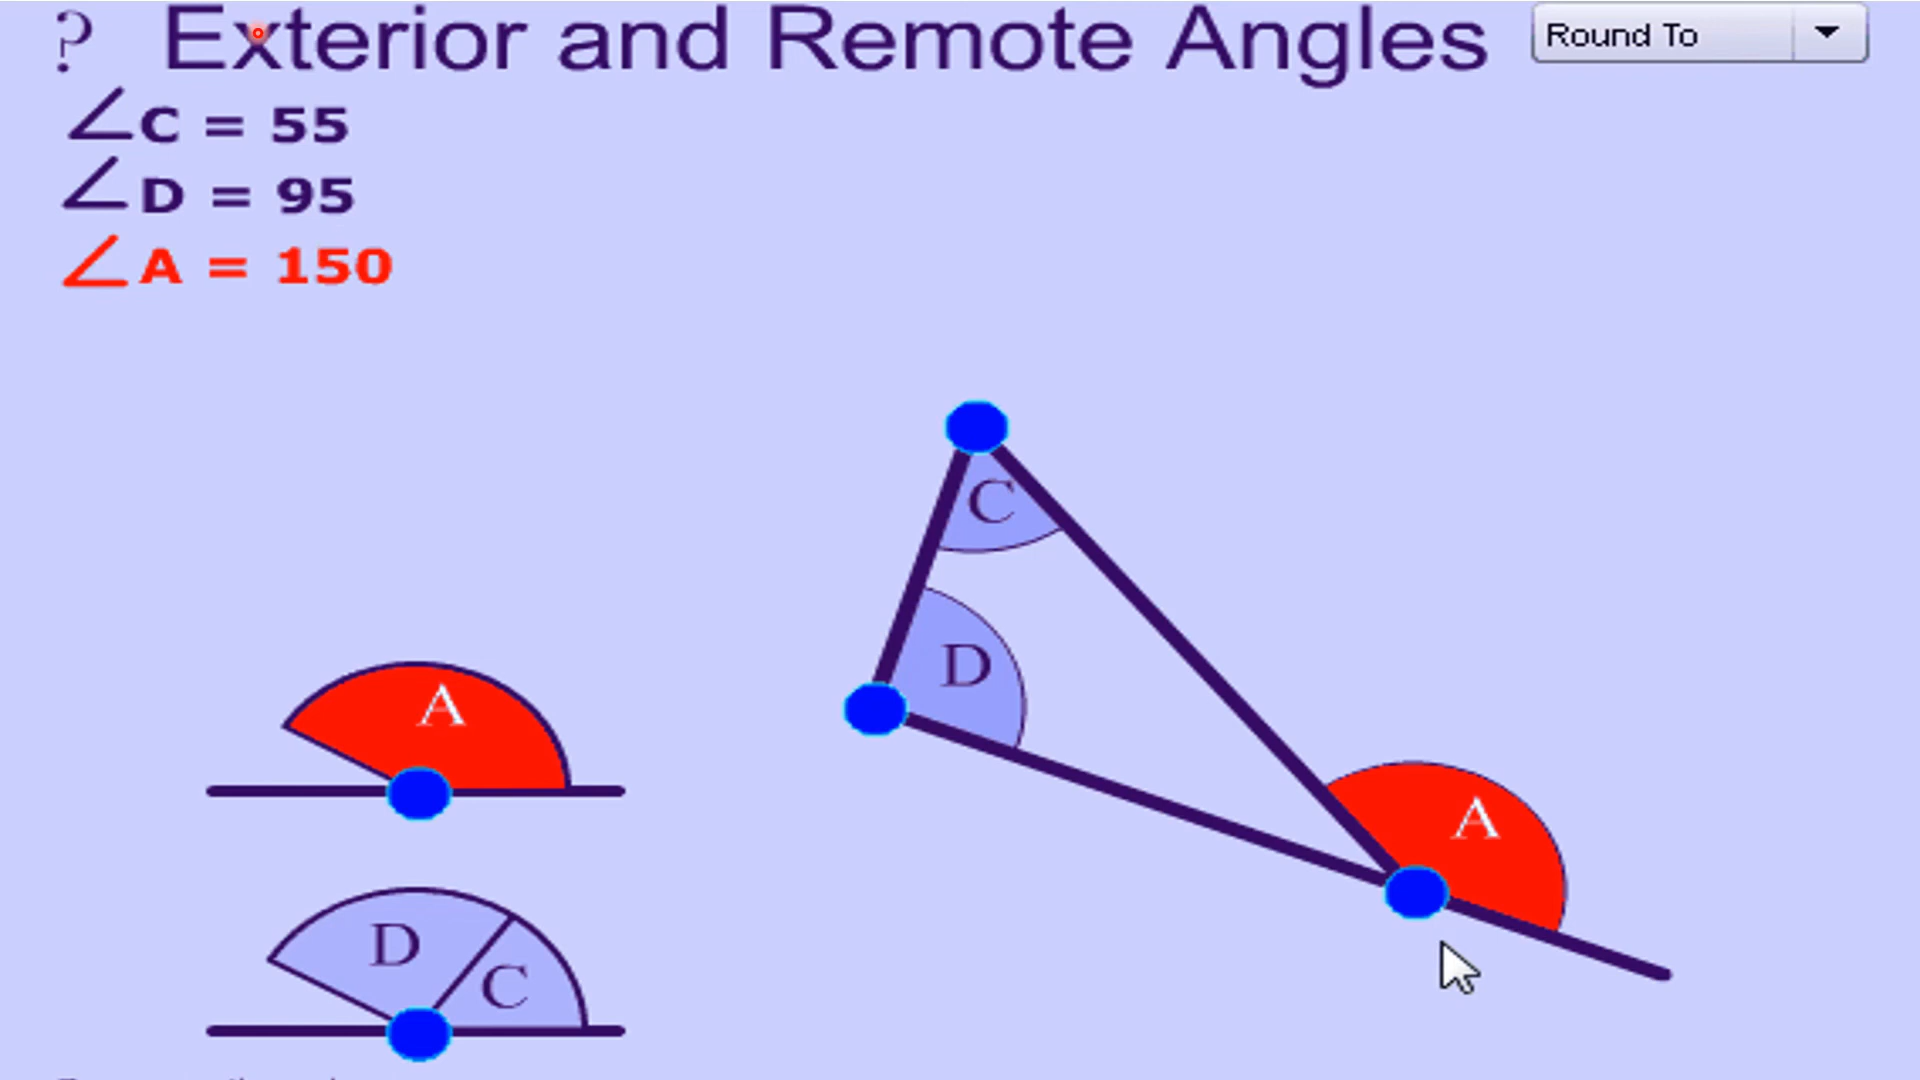 ? Exterior and Remote Angles
Round To
∠C = 55
∠D = 95
∠A = 150
C
D
A
A
D
C